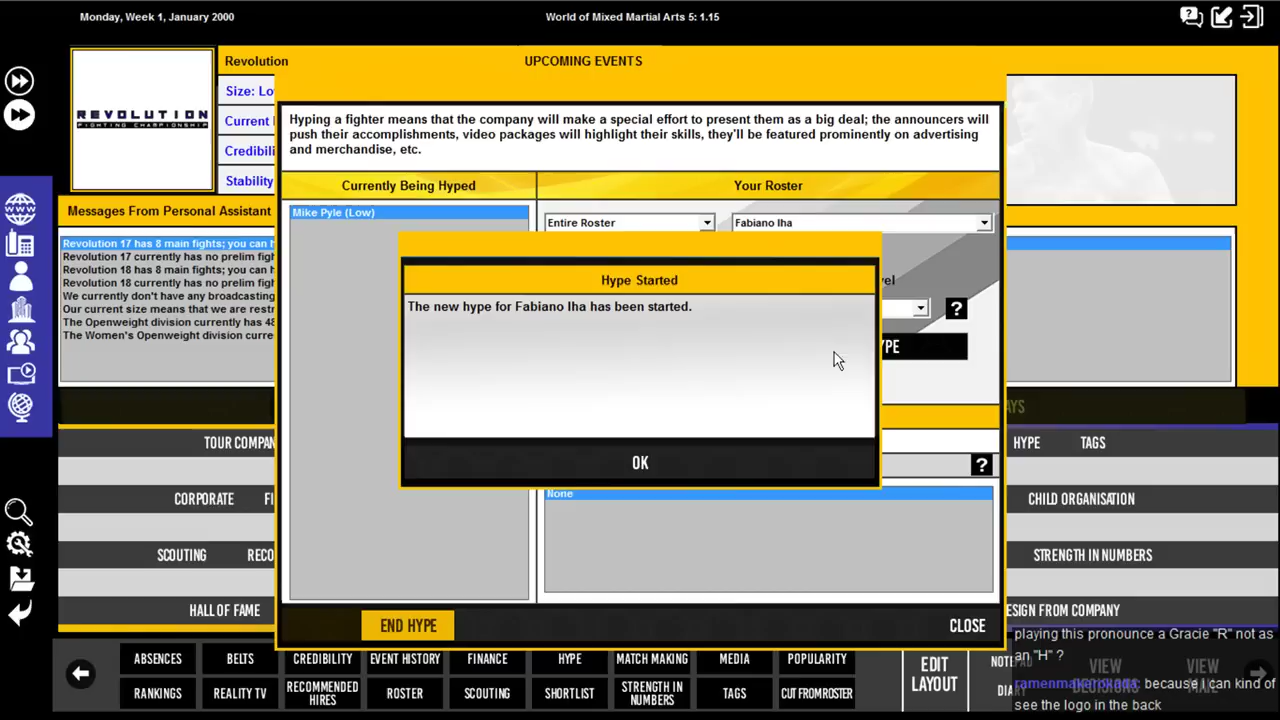 Monday, Week 1, January 2000
World of Mixed Martial Arts 5: 1.15
REVOLUTION
FIGHTING CHAMPIONSHIP
Revolution
UPCOMING EVENTS
Size: Lo
Current
Credibili
Stability
Hyping a fighter means that the company will make a special effort to present them as a big deal; the announcers will
push their accomplishments, video packages will highlight their skills, they'll be featured prominently on advertising
and merchandise, etc.
Currently Being Hyped
Your Roster
Mike Pyle (Low)
Entire Roster
Fabiano Iha
Messages From Personal Assistant
Revolution 17 has 8 main fights; you can h
Revolution 17 currently has no prelim figh
Revolution 18 has 8 main fights; you can h
Revolution 18 currently has no prelim figh
We currently don't have any broadcasting
Our current size means that we are restr
The Openweight division currently has 48
The Women's Openweight division curre
Hype Started
The new hype for Fabiano Iha has been started.
OK
vel
?
YPE
?
None
END HYPE
CLOSE
AYS
TOUR COMPAN
HYPE
TAGS
CORPORATE
FI
CHILD ORGANISATION
SCOUTING
RECO
STRENGTH IN NUMBERS
HALL OF FAME
ESIGN FROM COMPANY
ABSENCES
BELTS
CREDIBILITY
EVENT HISTORY
FINANCE
HYPE
MATCH MAKING
MEDIA
POPULARITY
RANKINGS
REALITY TV
RECOMMENDED
HIRES
ROSTER
SCOUTING
SHORTLIST
STRENGTH IN
NUMBERS
TAGS
CUT FROM ROSTER
EDIT
LAYOUT
VIEW
DECISIONS
VIEW
MAIL
playing this pronounce a Gracie "R" not as
an "H" ?
because i can kind of
see the logo in the back